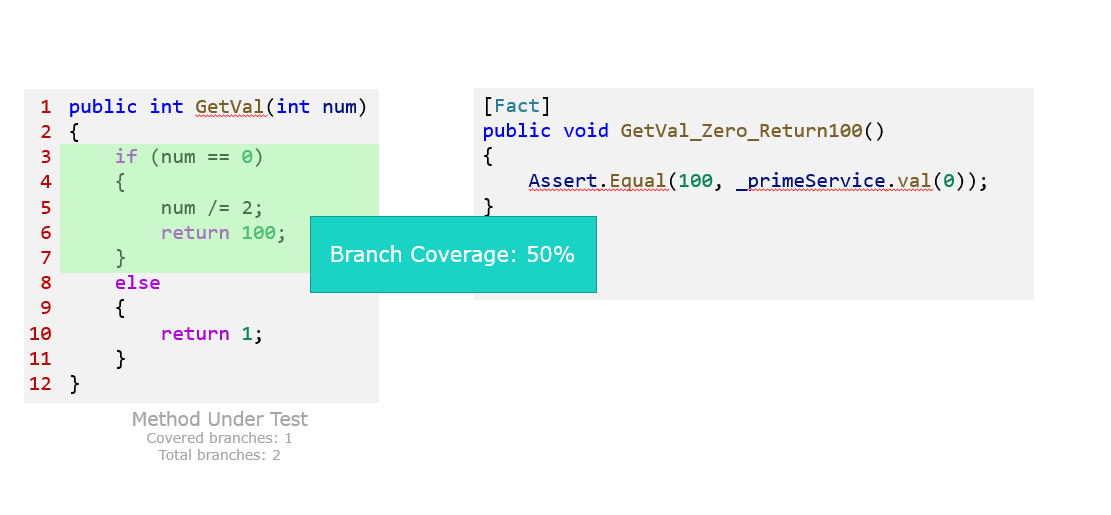 1 public int GetVal(int num)
2 {
3 if (num == 0)
4 {
5 num /= 2;
6 return 100;
7 }
8 else
9 {
10 return 1;
11 }
12 }
Method Under Test
Covered branches: 1
Total branches: 2
[Fact]
public void GetVal_Zero_Return100()
{
Assert.Equal(100, _primeService.val(0));
}
Branch Coverage: 50%